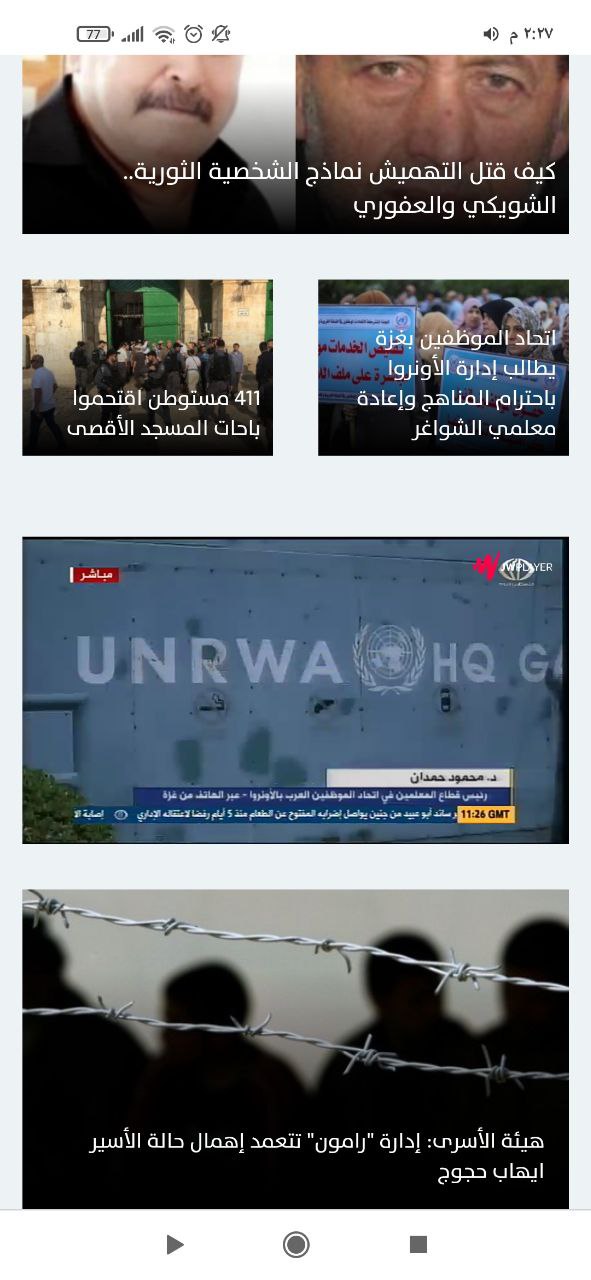 ٢:٢٧ م
77
كيف قتل التهميش نماذج الشخصية الثورية..
الشويكي والعفوري
اتحاد الموظفين بغزة
يطالب إدارة الأونروا
باحترام المناهج وإعادة
معلمي الشواغر
411 مستوطن اقتحموا
باحات المسجد الأقصى
مباشر
JWPLAYER
UNRWA HQ
د. محمود حمدان
رئيس قطاع المعلمين في اتحاد الموظفين العرب بالأونروا - عبر الهاتف من غزة
11:26 GMT
ساند أبو عبيد من جنين يواصل إضرابه المفتوح عن الطعام منذ 5 أيام رفضا لاعتقاله الإداري
إصابة
هيئة الأسرى: إدارة "رامون" تتعمد إهمال حالة الأسير
ايهاب حجوج